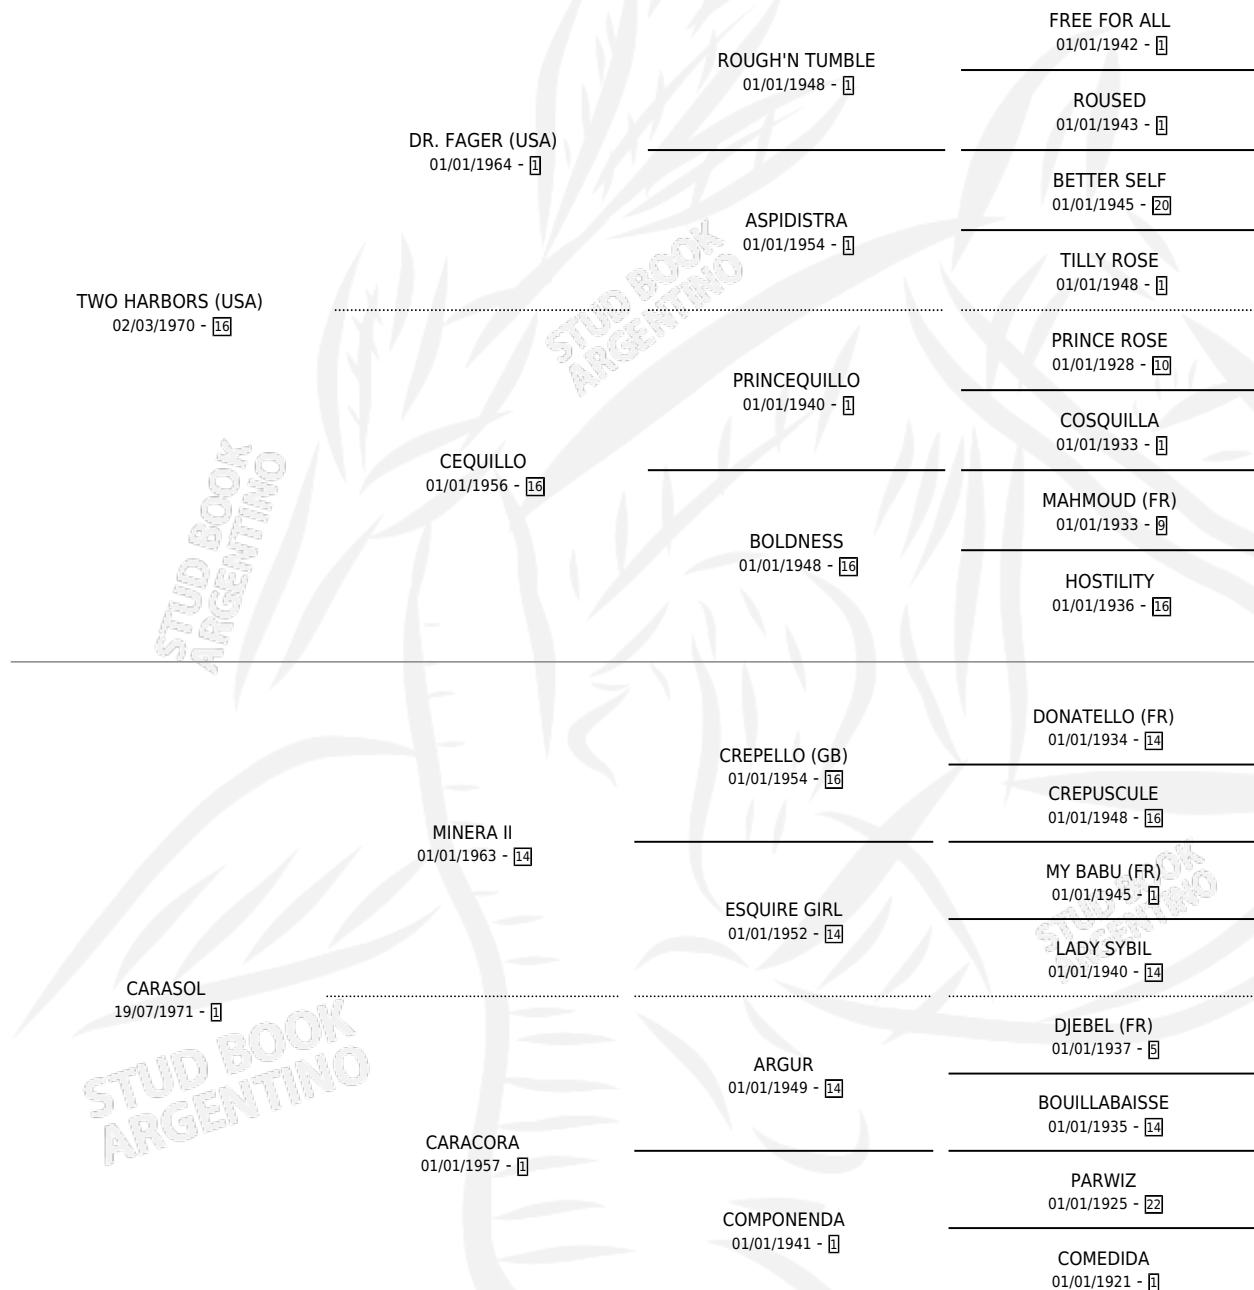 FREE FOR ALL
01/01/1942 - 1
ROUGH'N TUMBLE
01/01/1948 - 1
ROUSED
01/01/1943 - 1
DR. FAGER (USA)
01/01/1964 - 1
BETTER SELF
01/01/1945 - 20
ASPIDISTRA
01/01/1954 - 1
TILLY ROSE
01/01/1948 - 1
TWO HARBORS (USA)
02/03/1970 - 16
PRINCE ROSE
01/01/1928 - 10
PRINCEQUILLO
01/01/1940 - 1
COSQUILLA
01/01/1933 - 1
CEQUILLO
01/01/1956 - 16
MAHMOUD (FR)
01/01/1933 - 9
BOLDNESS
01/01/1948 - 16
HOSTILITY
01/01/1936 - 16
DONATELLO (FR)
01/01/1934 - 14
CREPELLO (GB)
01/01/1954 - 16
CREPUSCULE
01/01/1948 - 16
MINERA II
01/01/1963 - 14
MY BABU (FR)
01/01/1945 - 1
ESQUIRE GIRL
01/01/1952 - 14
LADY SYBIL
01/01/1940 - 14
CARASOL
19/07/1971 - 1
DJEBEL (FR)
01/01/1937 - 5
ARGUR
01/01/1949 - 14
BOUILLABAISSE
01/01/1935 - 14
CARACORA
01/01/1957 - 1
PARWIZ
01/01/1925 - 22
COMPONENDA
01/01/1941 - 1
COMEDIDA
01/01/1921 - 1
STUD BOOK
ARGENTINO
STUD BOOK
ARGENTINO
STUD BOOK
ARGENTINO
STUD BOOK
ARGENTINO